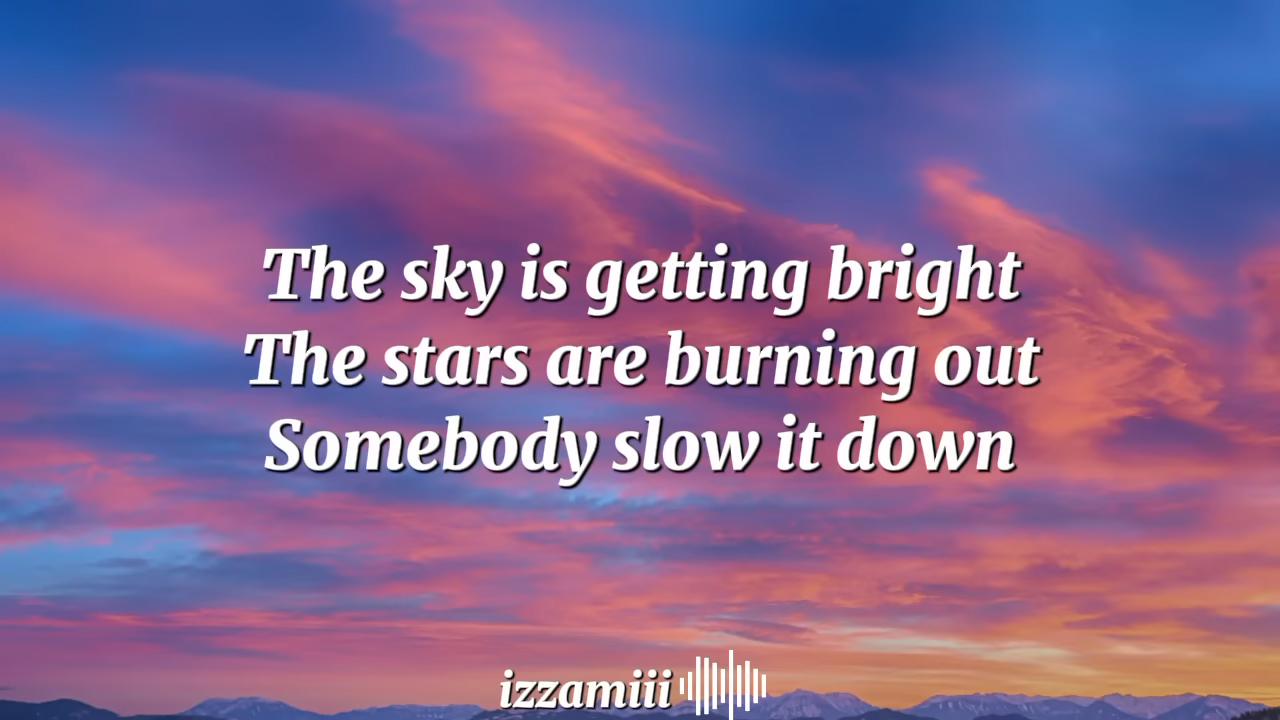 The sky is getting bright
The stars are burning out
Somebody slow it down
izzamiii